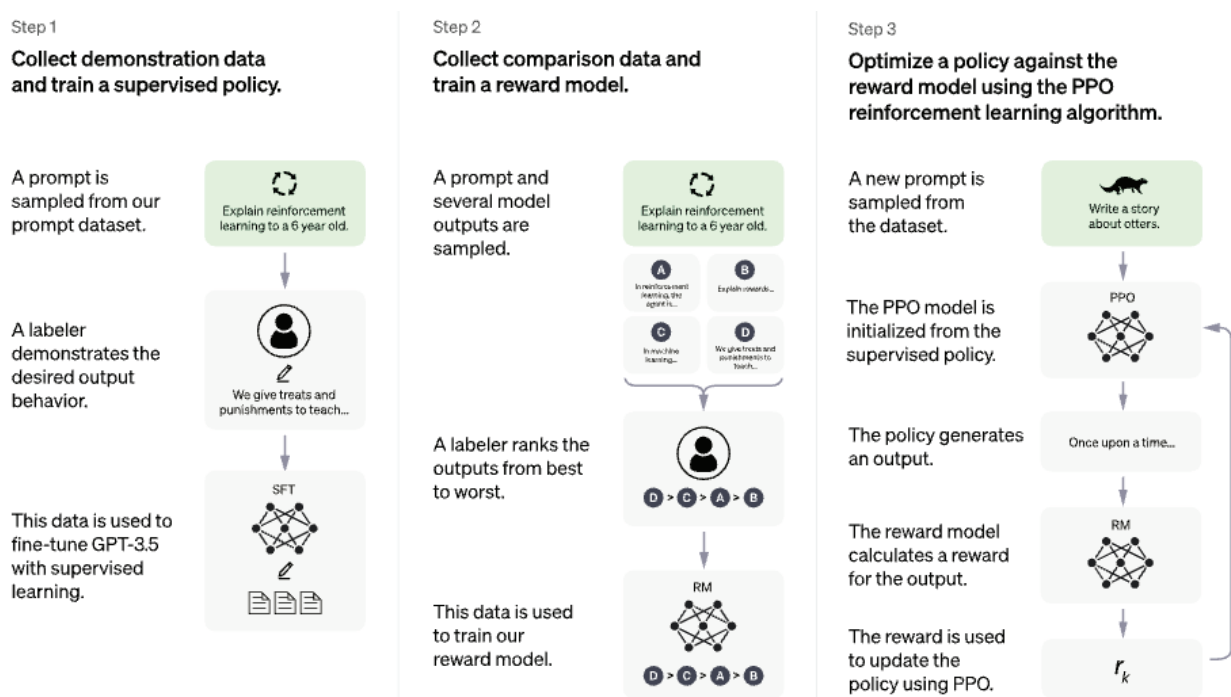 Step 1
Collect demonstration data
and train a supervised policy.
A prompt is
sampled from our
prompt dataset.
Explain reinforcement
learning to a 6 year old.
A labeler
demonstrates the
desired output
behavior.
We give treats and
punishments to teach...
This data is used to
fine-tune GPT-3.5
with supervised
learning.
SFT
Step 2
Collect comparison data and
train a reward model.
A prompt and
several model
outputs are
sampled.
Explain reinforcement
learning to a 6 year old.
A
In reinforcement
learning, the
agent is...
B
Explain rewards...
C
In machine
learning...
D
We give treats and
punishments to
teach...
A labeler ranks the
outputs from best
to worst.
D > C > A > B
This data is used
to train our
reward model.
RM
D > C > A > B
Step 3
Optimize a policy against the
reward model using the PPO
reinforcement learning algorithm.
A new prompt is
sampled from
the dataset.
Write a story
about otters.
The PPO model is
initialized from the
supervised policy.
PPO
The policy generates
an output.
Once upon a time...
The reward model
calculates a reward
for the output.
RM
The reward is used
to update the
policy using PPO.
r_k